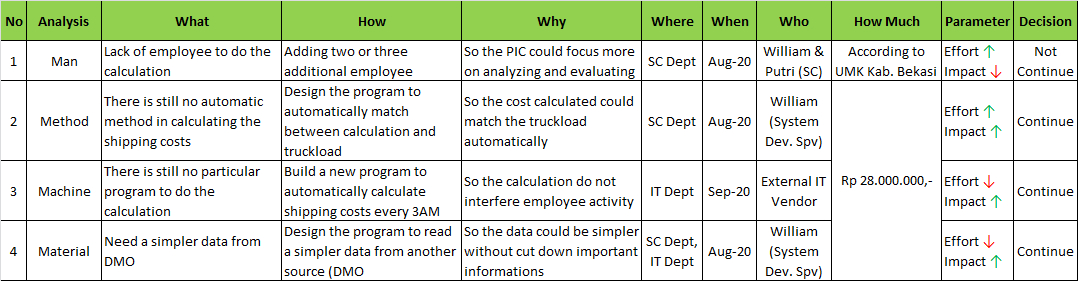 No Analysis What How Why Where When Who How Much Parameter Decision
1 Man Lack of employee to do the calculation Adding two or three additional employee So the PIC could focus more on analyzing and evaluating SC Dept Aug-20 William & Putri (SC) According to UMK Kab. Bekasi Effort ↑ Impact ↓ Not Continue
2 Method There is still no automatic method in calculating the shipping costs Design the program to automatically match between calculation and truckload So the cost calculated could match the truckload automatically SC Dept Aug-20 William (System Dev. Spv) Rp 28.000.000,- Effort ↑ Impact ↑ Continue
3 Machine There is still no particular program to do the calculation Build a new program to automatically calculate shipping costs every 3AM So the calculation do not interfere employee activity IT Dept Sep-20 External IT Vendor Effort ↓ Impact ↑ Continue
4 Material Need a simpler data from DMO Design the program to read a simpler data from another source (DMO So the data could be simpler without cut down important informations SC Dept, IT Dept Aug-20 William (System Dev. Spv) Effort ↓ Impact ↑ Continue